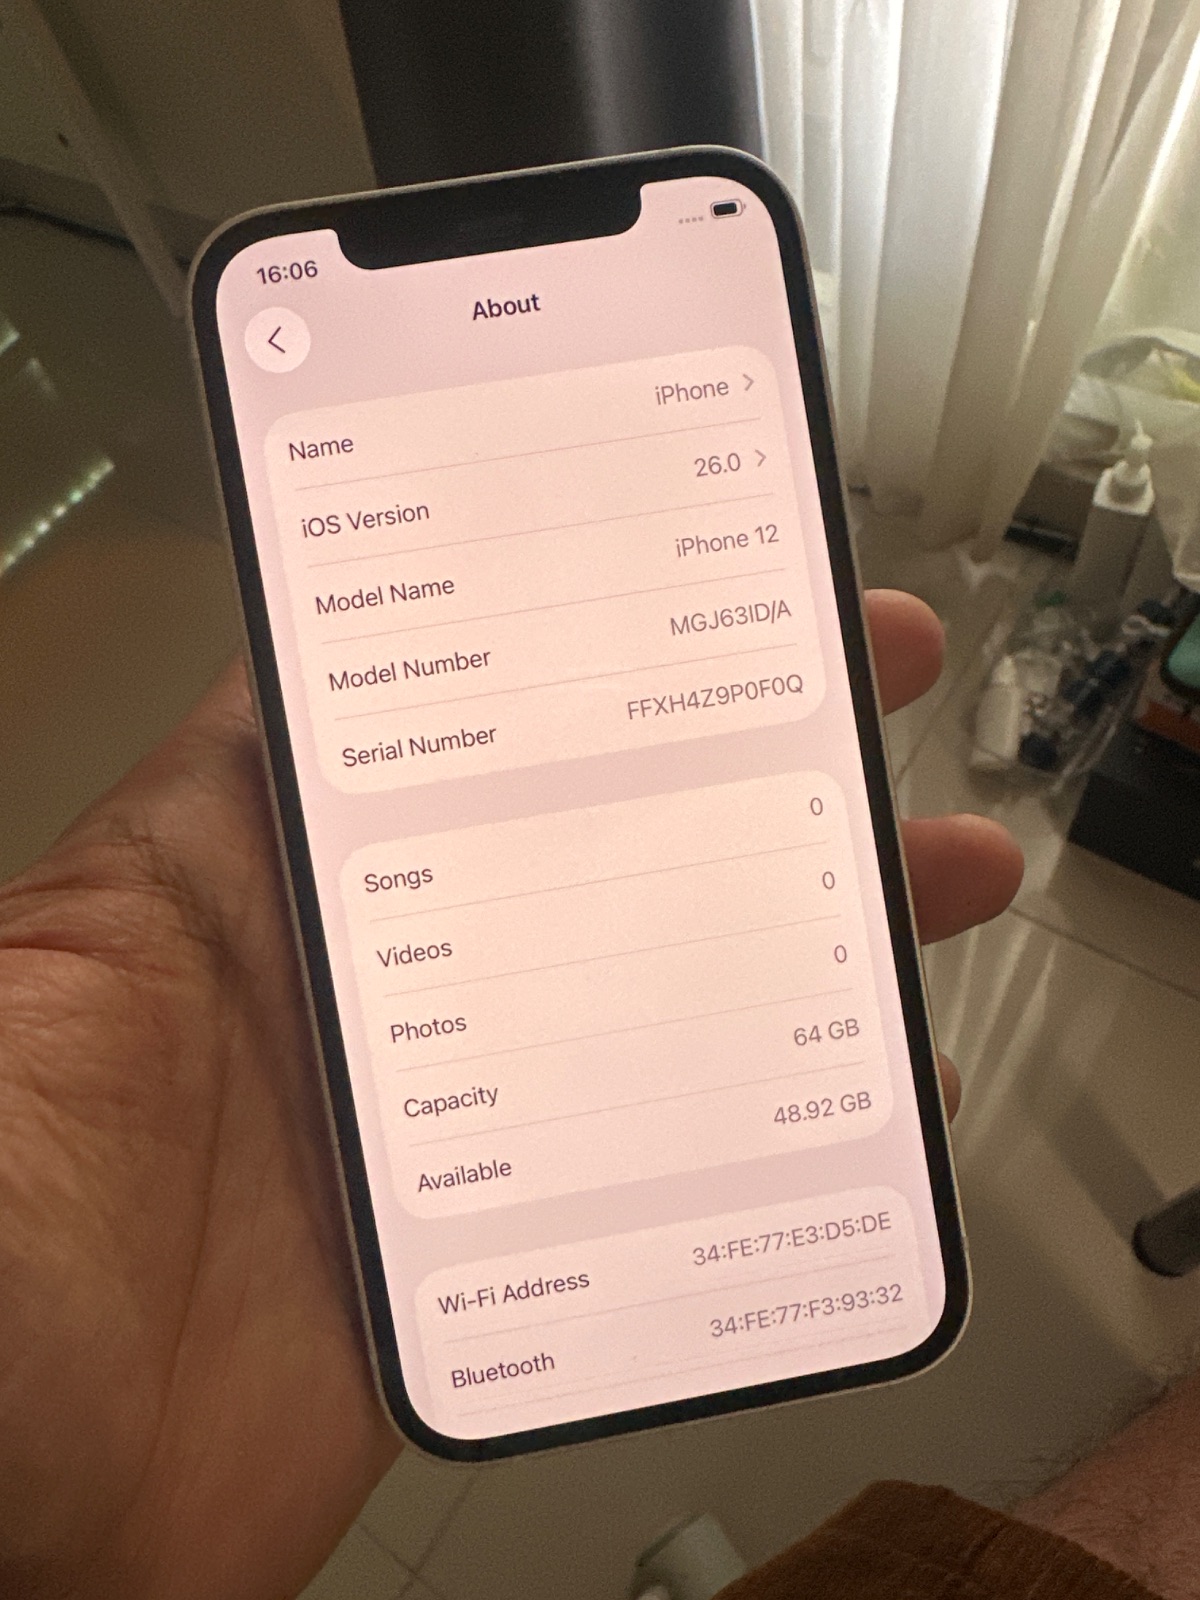 16:06
About
Name iPhone
iOS Version 26.0
Model Name iPhone 12
Model Number MGJ63ID/A
Serial Number FFXH4Z9P0F0Q
Songs 0
Videos 0
Photos 0
Capacity 64 GB
Available 48.92 GB
Wi-Fi Address 34:FE:77:E3:D5:DE
Bluetooth 34:FE:77:F3:93:32